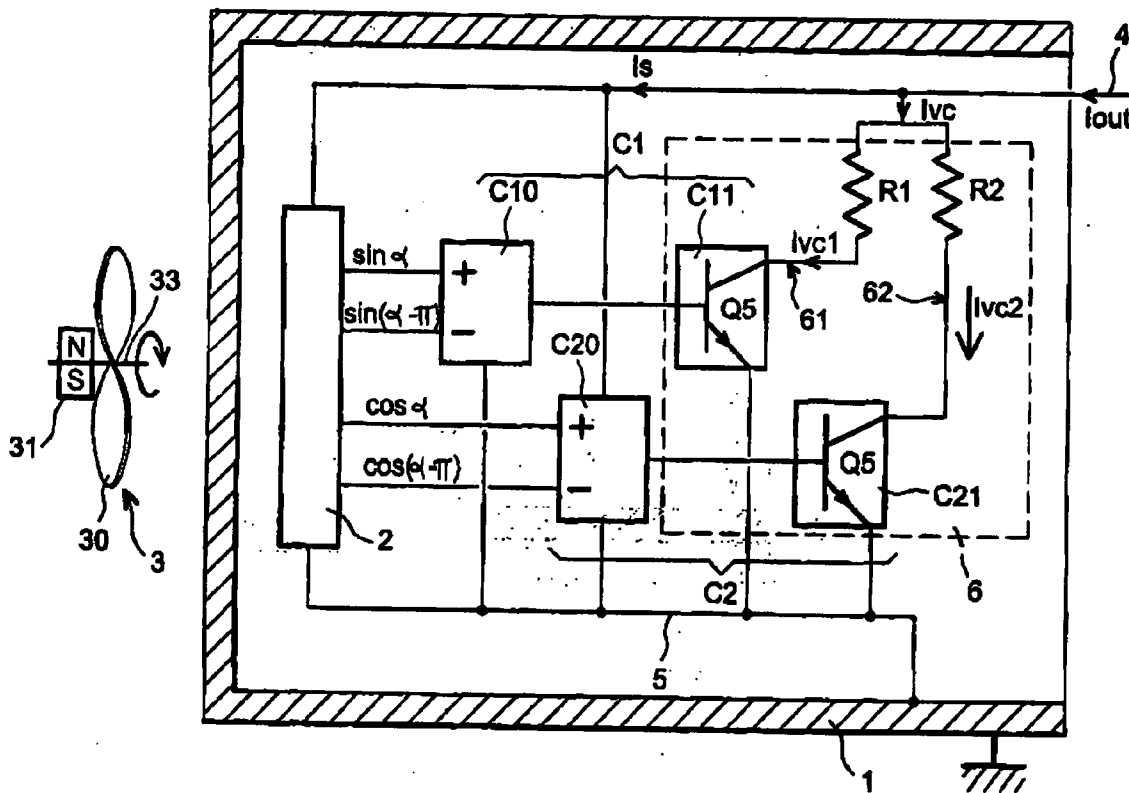 4
Is
Ivc
Iout
C1
C10
C11
R1
R2
sin α
+
Ivc1
33
sin(α -π)
−
Q5
61
62
Ivc2
N
S
C20
31
cos α
+
Q5
cos(α -π)
−
C21
30
3
2
C2
6
5
1